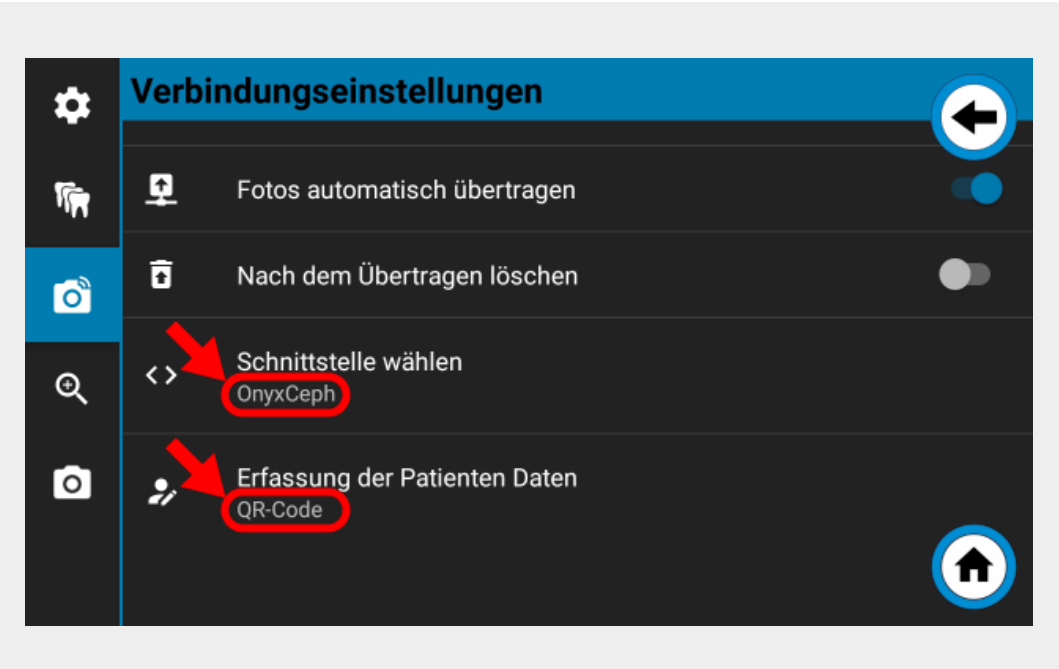 Verbindungseinstellungen
Fotos automatisch übertragen
Nach dem Übertragen löschen
Schnittstelle wählen
OnyxCeph
Erfassung der Patienten Daten
QR-Code